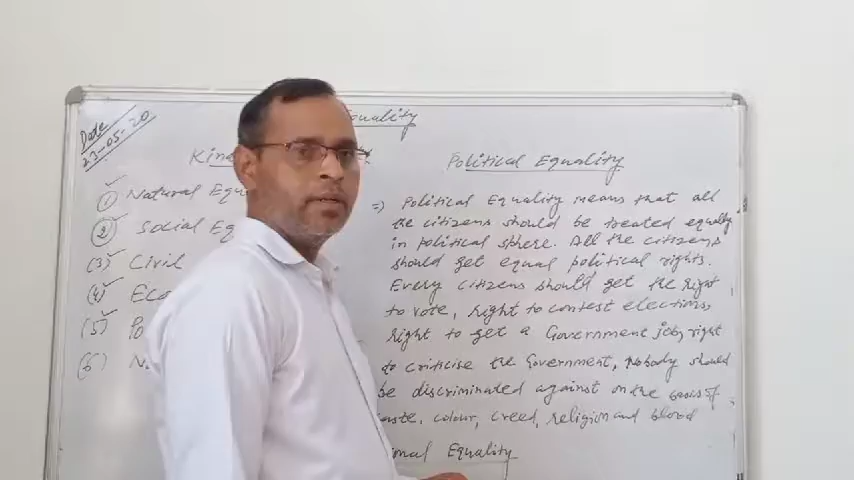 Date
23-05-20
Equality
Kind
(1) Natural Equ
(2) Social Eq
(3) Civil
(4) Eco
(5) Po
(6) N
Political Equality
=) Political Equality means that all
the citizens should be treated equally
in political sphere. All the citizens
should get equal political rights.
Every citizens should get the right
to vote, right to contest elections,
right to get a Government job, right
to criticise the Government, Nobody should
be discriminated against on the basis of
caste, colour, creed, religion and blood
onal Equality